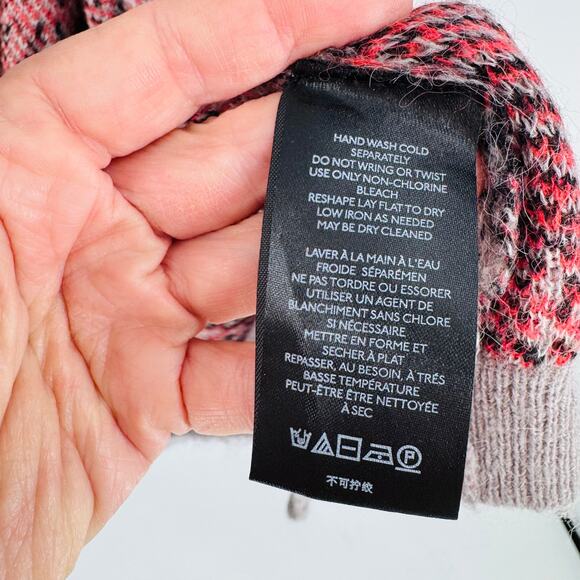 HAND WASH COLD
SEPARATELY
DO NOT WRING OR TWIST
USE ONLY NON-CHLORINE
BLEACH
RESHAPE LAY FLAT TO DRY
LOW IRON AS NEEDED
MAY BE DRY CLEANED
LAVER À LA MAIN À L'EAU
FROIDE SÉPARÉMEN
NE PAS TORDRE OU ESSORER
UTILISER UN AGENT DE
BLANCHIMENT SANS CHLORE
SI NÉCESSAIRE
METTRE EN FORME ET
SECHER À PLAT
REPASSER, AU BESOIN, À TRÉS
BASSE TEMPÉRATURE
PEUT-ÊTRE ÊTRE NETTOYÉE
À SEC
P
不可拧绞